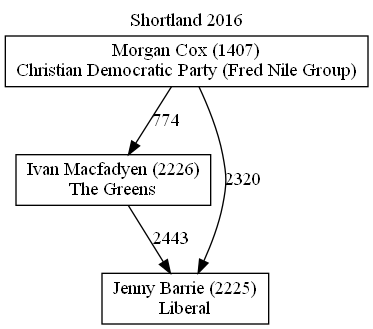 Shortland 2016
Morgan Cox (1407)
Christian Democratic Party (Fred Nile Group)
774
Ivan Macfadyen (2226)
The Greens
2320
2443
Jenny Barrie (2225)
Liberal